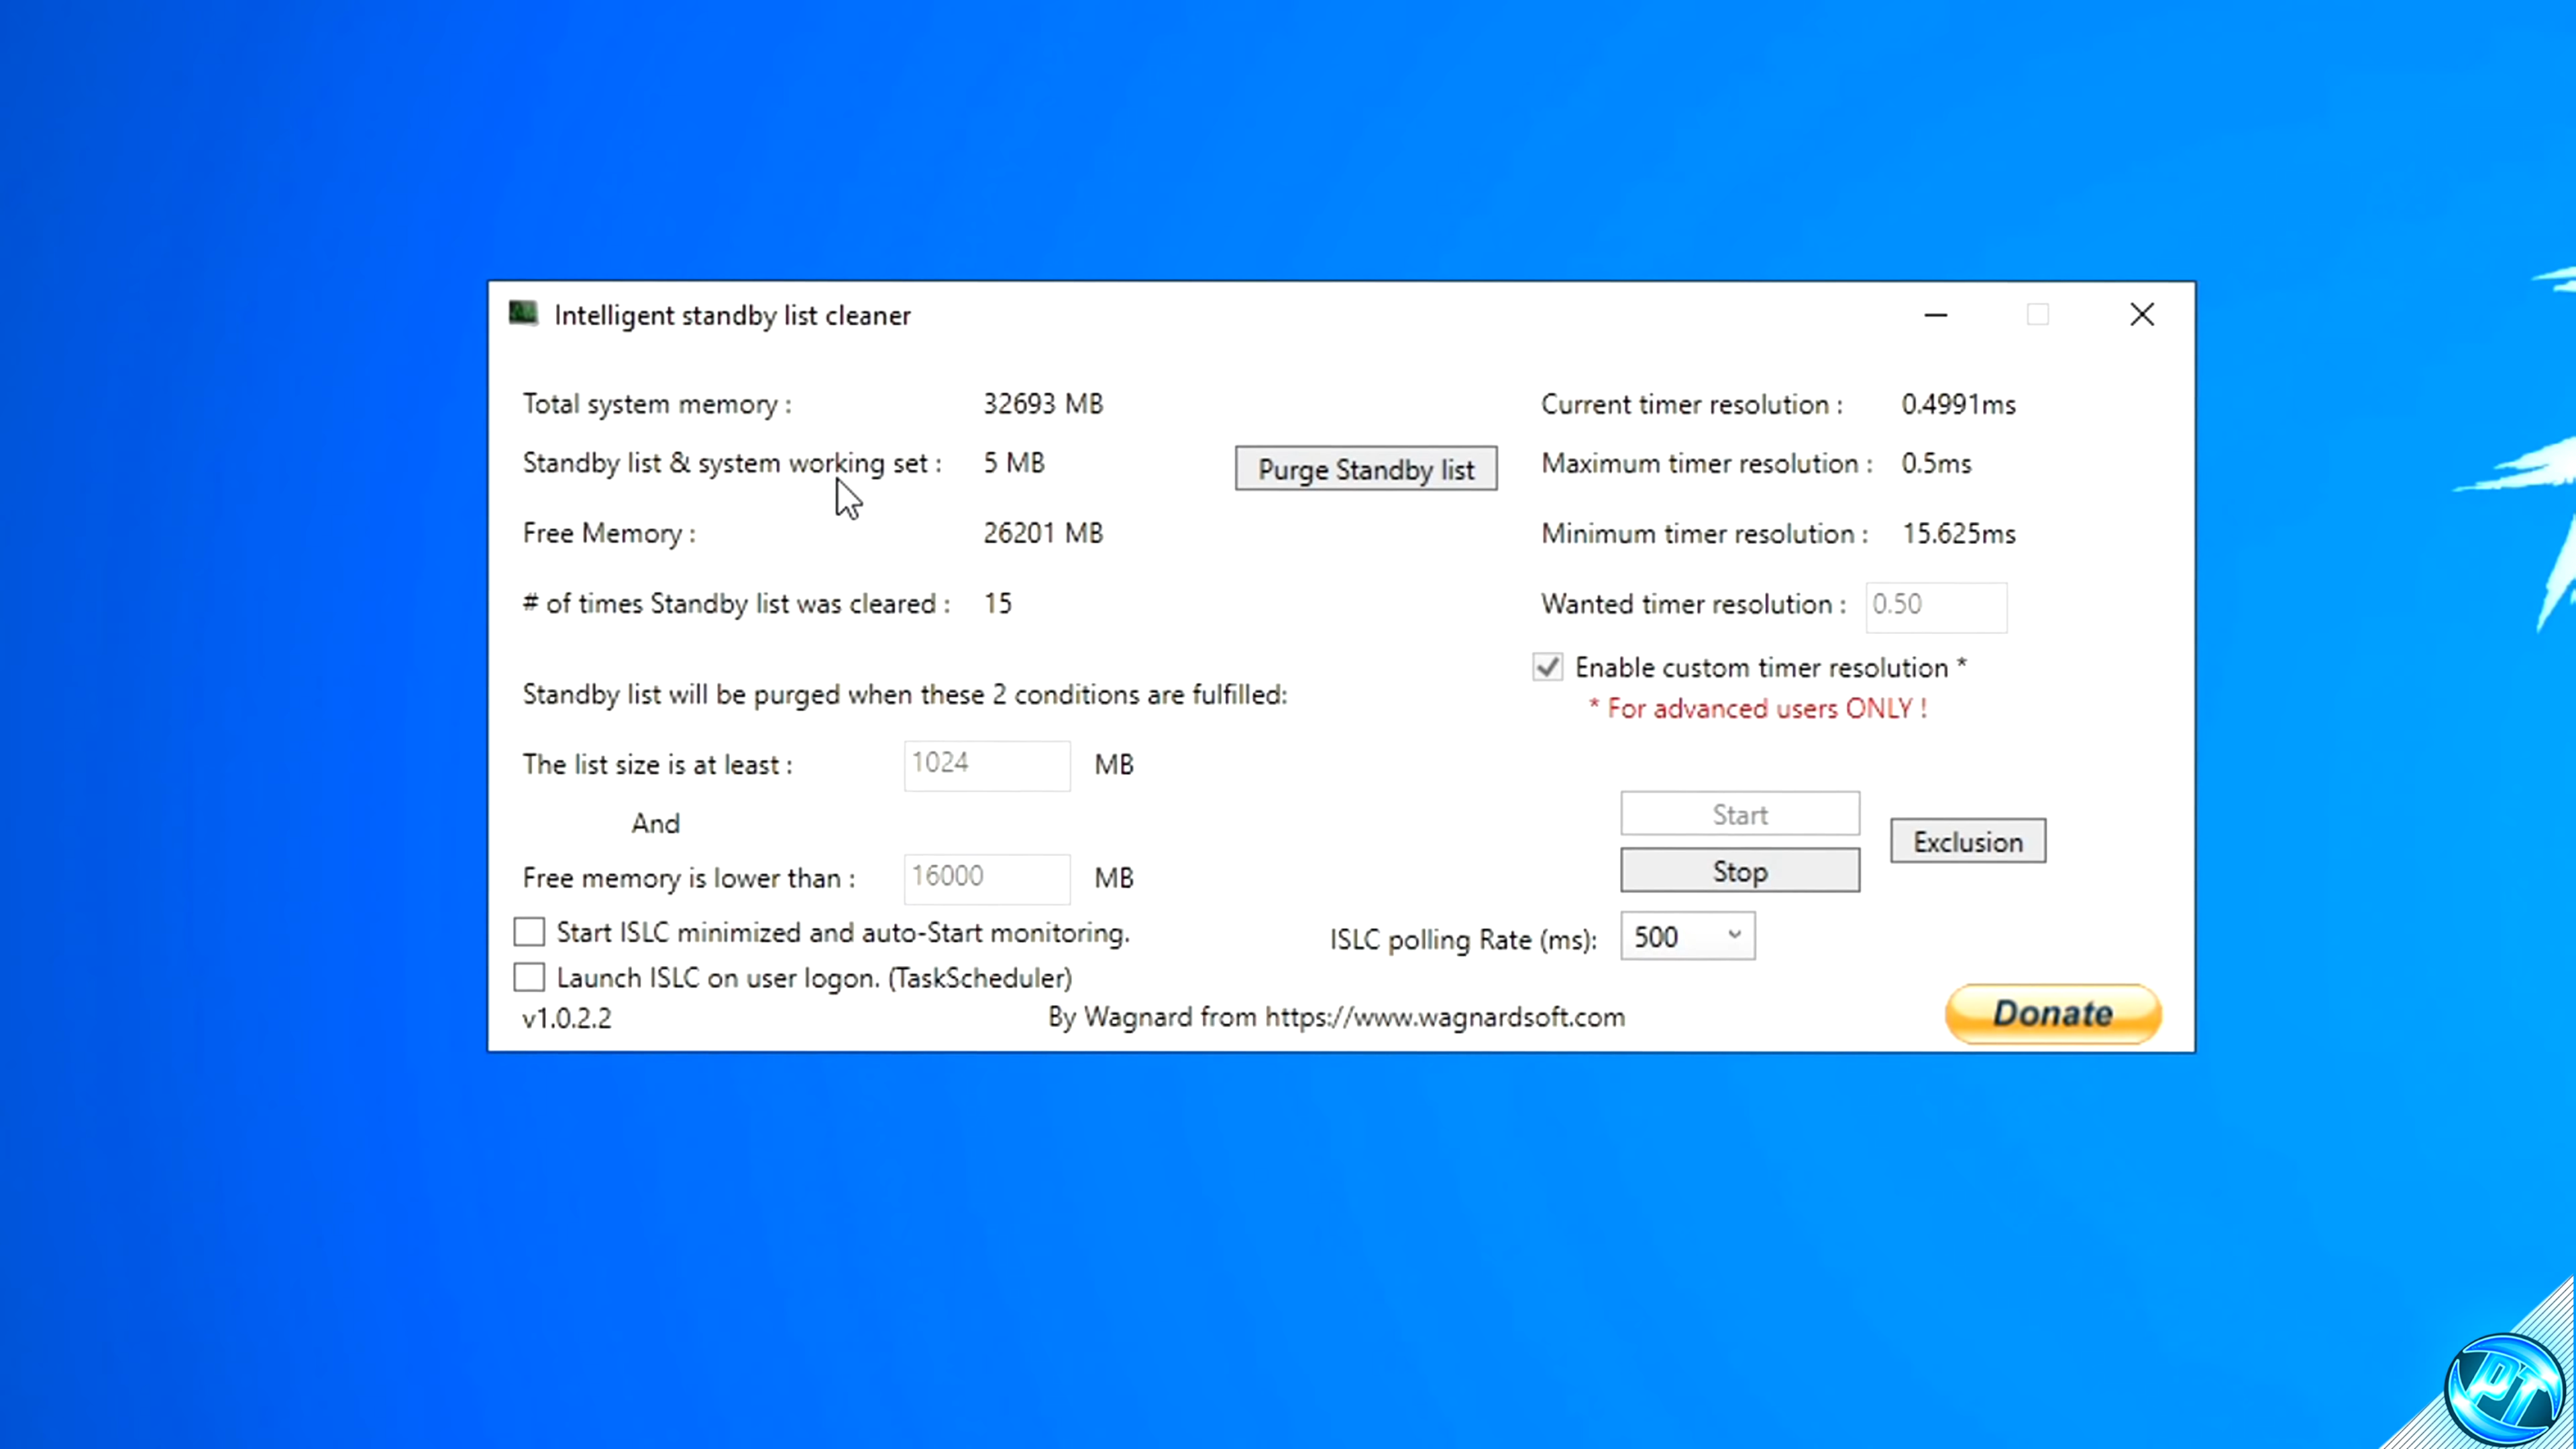 Intelligent standby list cleaner
Total system memory : 32693 MB
Standby list & system working set : 5 MB
Purge Standby list
Free Memory : 26201 MB
# of times Standby list was cleared : 15
Current timer resolution : 0.4991ms
Maximum timer resolution : 0.5ms
Minimum timer resolution : 15.625ms
Wanted timer resolution : 0.50
Enable custom timer resolution *
* For advanced users ONLY !
Standby list will be purged when these 2 conditions are fulfilled:
The list size is at least : 1024 MB
And
Free memory is lower than : 16000 MB
Start
Stop
Exclusion
Start ISLC minimized and auto-Start monitoring.
ISLC polling Rate (ms): 500
Launch ISLC on user logon. (TaskScheduler)
v1.0.2.2
By Wagnard from https://www.wagnardsoft.com
Donate
PT